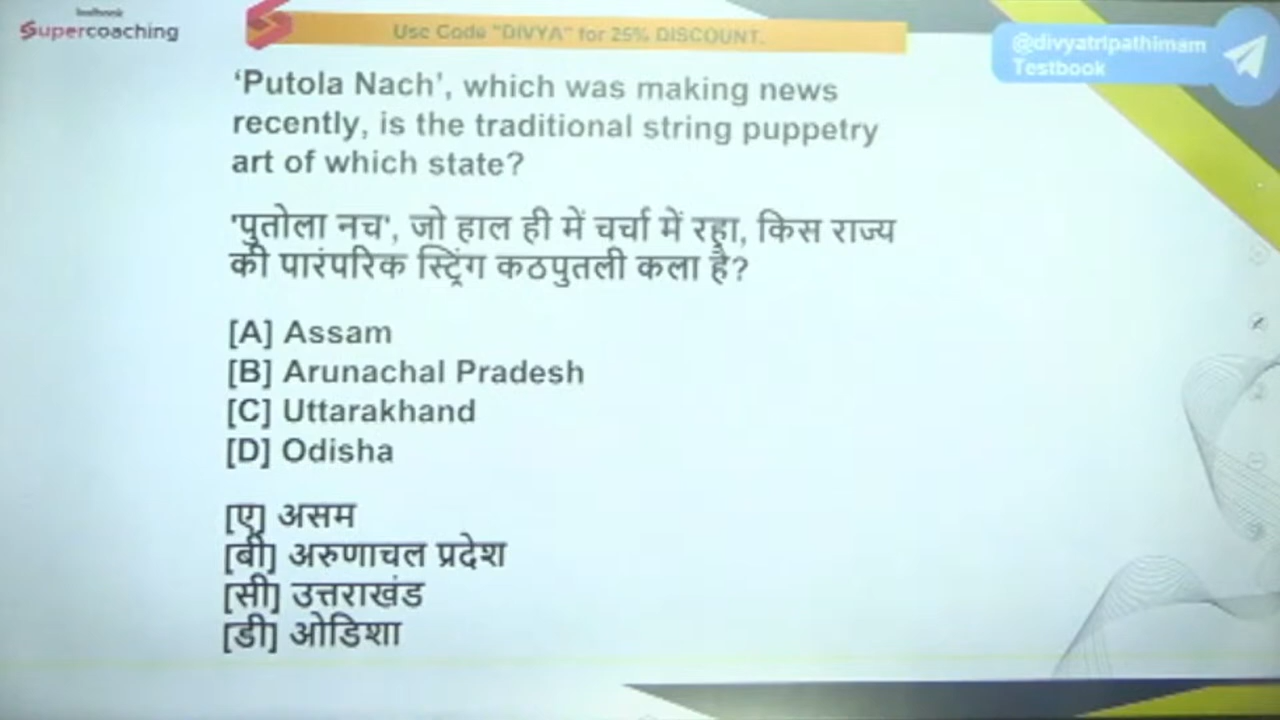 testbook
Supercoaching
Use Code "DIVYA" for 25% DISCOUNT.
@divyatripathimam
Testbook
‘Putola Nach’, which was making news
recently, is the traditional string puppetry
art of which state?
'पुतोला नच', जो हाल ही में चर्चा में रहा, किस राज्य
की पारंपरिक स्ट्रिंग कठपुतली कला है?
[A] Assam
[B] Arunachal Pradesh
[C] Uttarakhand
[D] Odisha
[ए] असम
[बी] अरुणाचल प्रदेश
[सी] उत्तराखंड
[डी] ओडिशा